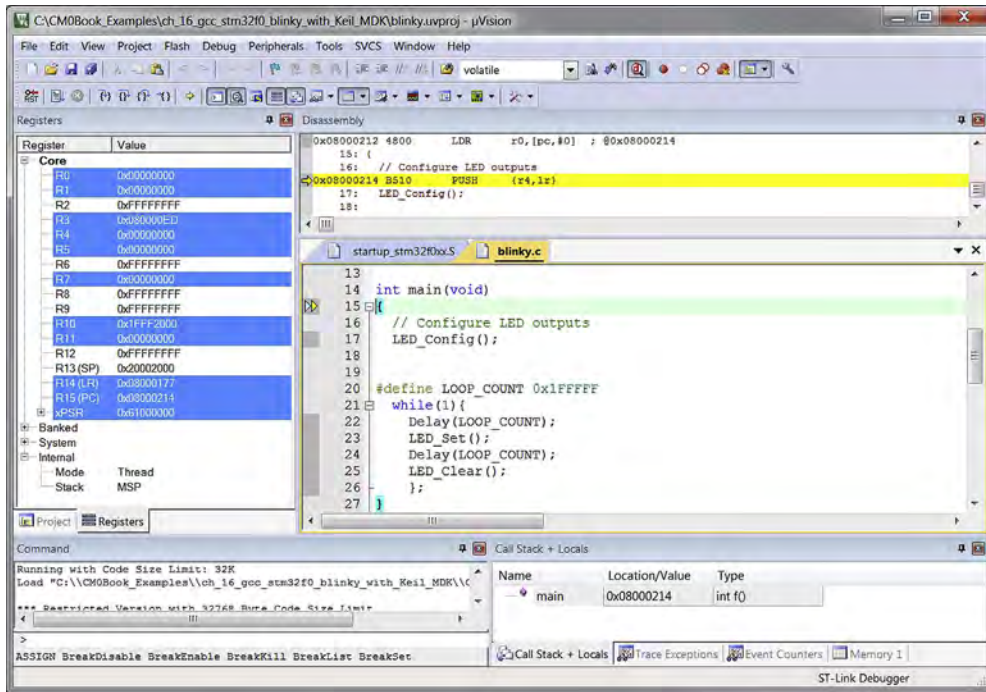 C:\CM0Book_Examples\ch_16_gcc_stm32f0_blinky_with_Keil_MDK\blinky.uvproj - µVision
File Edit View Project Flash Debug Peripherals Tools SVCS Window Help
volatile
Registers
Register Value
Core
R0 0x00000000
R1 0x00000000
R2 0xFFFFFFFF
R3 0x080000ED
R4 0x00000000
R5 0x00000000
R6 0xFFFFFFFF
R7 0x00000000
R8 0xFFFFFFFF
R9 0xFFFFFFFF
R10 0x1FFF2000
R11 0x00000000
R12 0xFFFFFFFF
R13 (SP) 0x20002000
R14 (LR) 0x08000177
R15 (PC) 0x08000214
xPSR 0x61000000
Banked
System
Internal
Mode Thread
Stack MSP
Project Registers
Disassembly
0x08000212 4800 LDR r0,[pc,#0] ; @0x08000214
15: {
16: // Configure LED outputs
0x08000214 B510 PUSH {r4,lr}
17: LED_Config();
18:
startup_stm32f0xx.S blinky.c
13
14 int main(void)
15 {
16 // Configure LED outputs
17 LED_Config();
18
19
20 #define LOOP_COUNT 0x1FFFFF
21 while(1){
22 Delay(LOOP_COUNT);
23 LED_Set();
24 Delay(LOOP_COUNT);
25 LED_Clear();
26 };
27 }
Command
Running with Code Size Limit: 32K
Load "C:\\CM0Book_Examples\\ch_16_gcc_stm32f0_blinky_with_Keil_MDK\\
*** Restricted Version with 32768 Byte Code Size Limit
>
ASSIGN BreakDisable BreakEnable BreakKill BreakList BreakSet
Call Stack + Locals
Name Location/Value Type
main 0x08000214 int f()
Call Stack + Locals Trace Exceptions Event Counters Memory 1
ST-Link Debugger